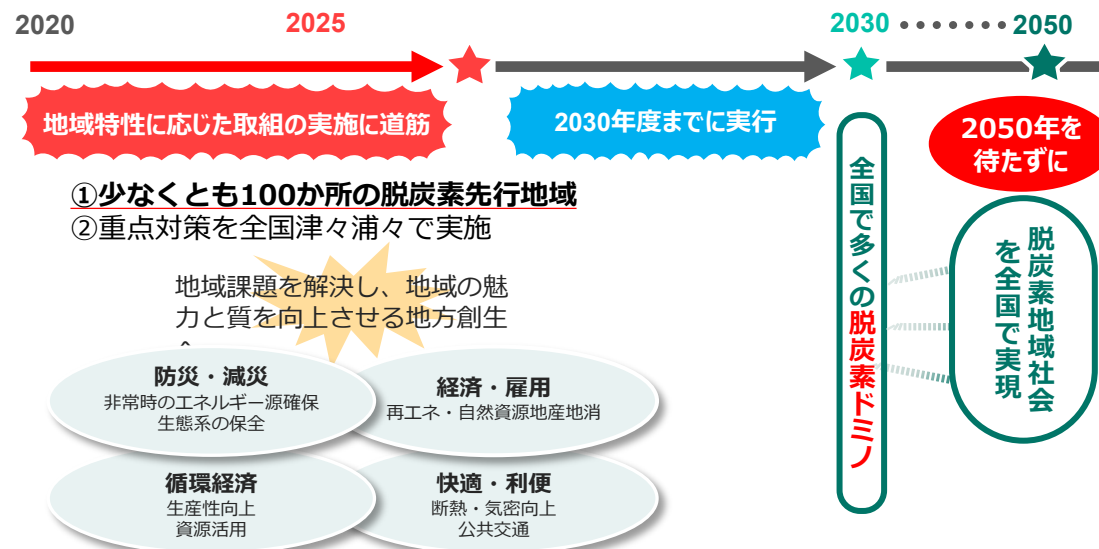 2020
2025
2030
2050
地域特性に応じた取組の実施に道筋
2030年度までに実行
2050年を
待たずに
①少なくとも100か所の脱炭素先行地域
②重点対策を全国津々浦々で実施
地域課題を解決し、地域の魅
力と質を向上させる地方創生
防災・減災
非常時のエネルギー源確保
生態系の保全
経済・雇用
再エネ・自然資源地産地消
循環経済
生産性向上
資源活用
快適・利便
断熱・気密向上
公共交通
全国で多くの脱炭素ドミノ
脱炭素地域社会
を全国で実現